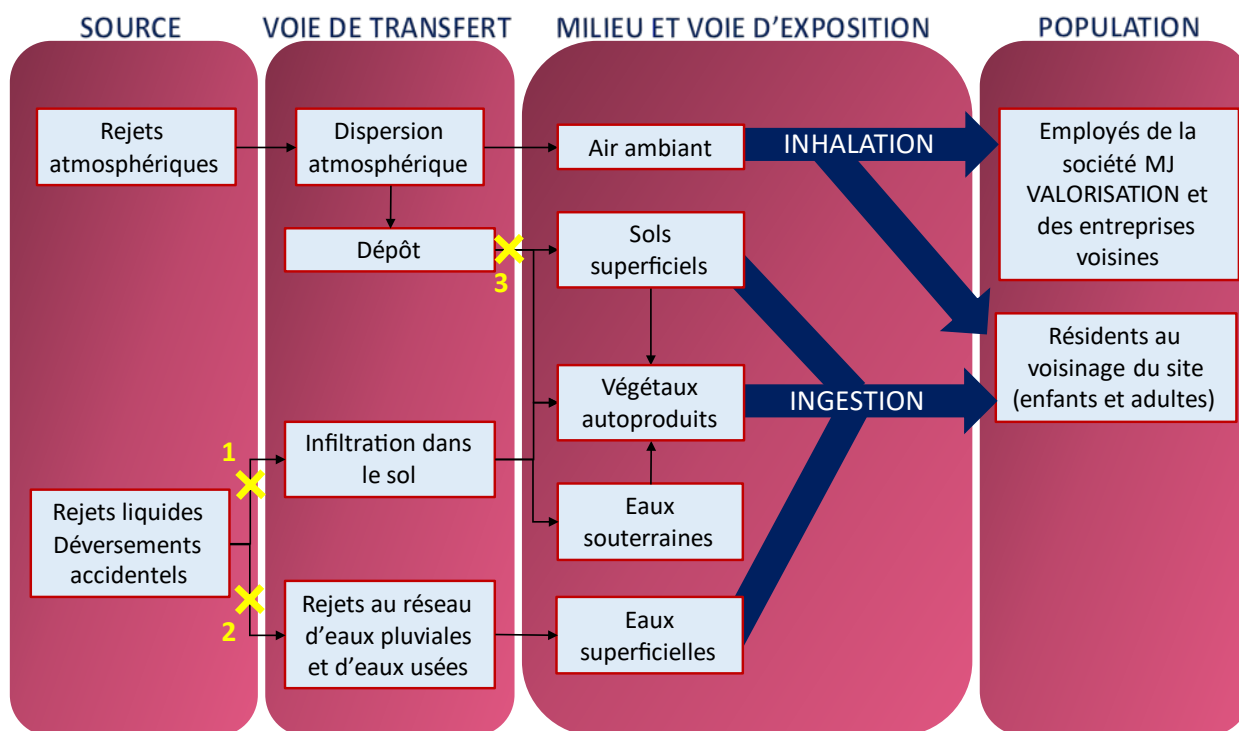 SOURCE
VOIE DE TRANSFERT
MILIEU ET VOIE D'EXPOSITION
POPULATION
Rejets
atmosphériques
Dispersion
atmosphérique
Air ambiant
INHALATION
Employés de la
société MJ
VALORISATION et
des entreprises
voisines
Dépôt
3
Sols
superficiels
Résidents au
voisinage du site
(enfants et adultes)
Végétaux
autoproduits
INGESTION
1
Infiltration dans
le sol
Rejets liquides
Déversements
accidentels
Eaux
souterraines
2
Rejets au réseau
d'eaux pluviales
et d'eaux usées
Eaux
superficielles